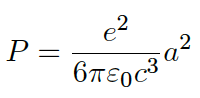 P = \frac{e^2}{6\pi\varepsilon_0 c^3} a^2